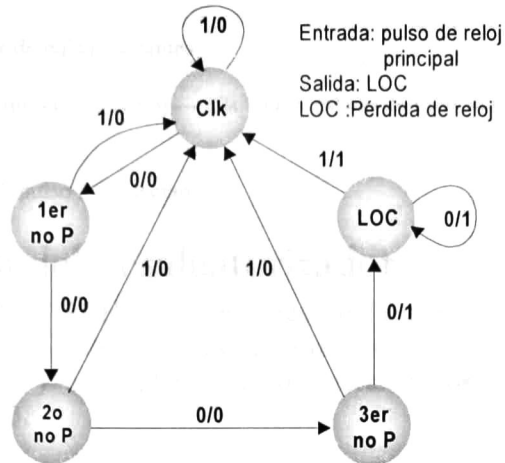 1/0
Entrada: pulso de reloj
principal
Salida: LOC
LOC :Pérdida de reloj
Clk
1/0
0/0
1/1
1er
no P
LOC
0/1
1/0
1/0
0/0
0/1
2o
no P
0/0
3er
no P